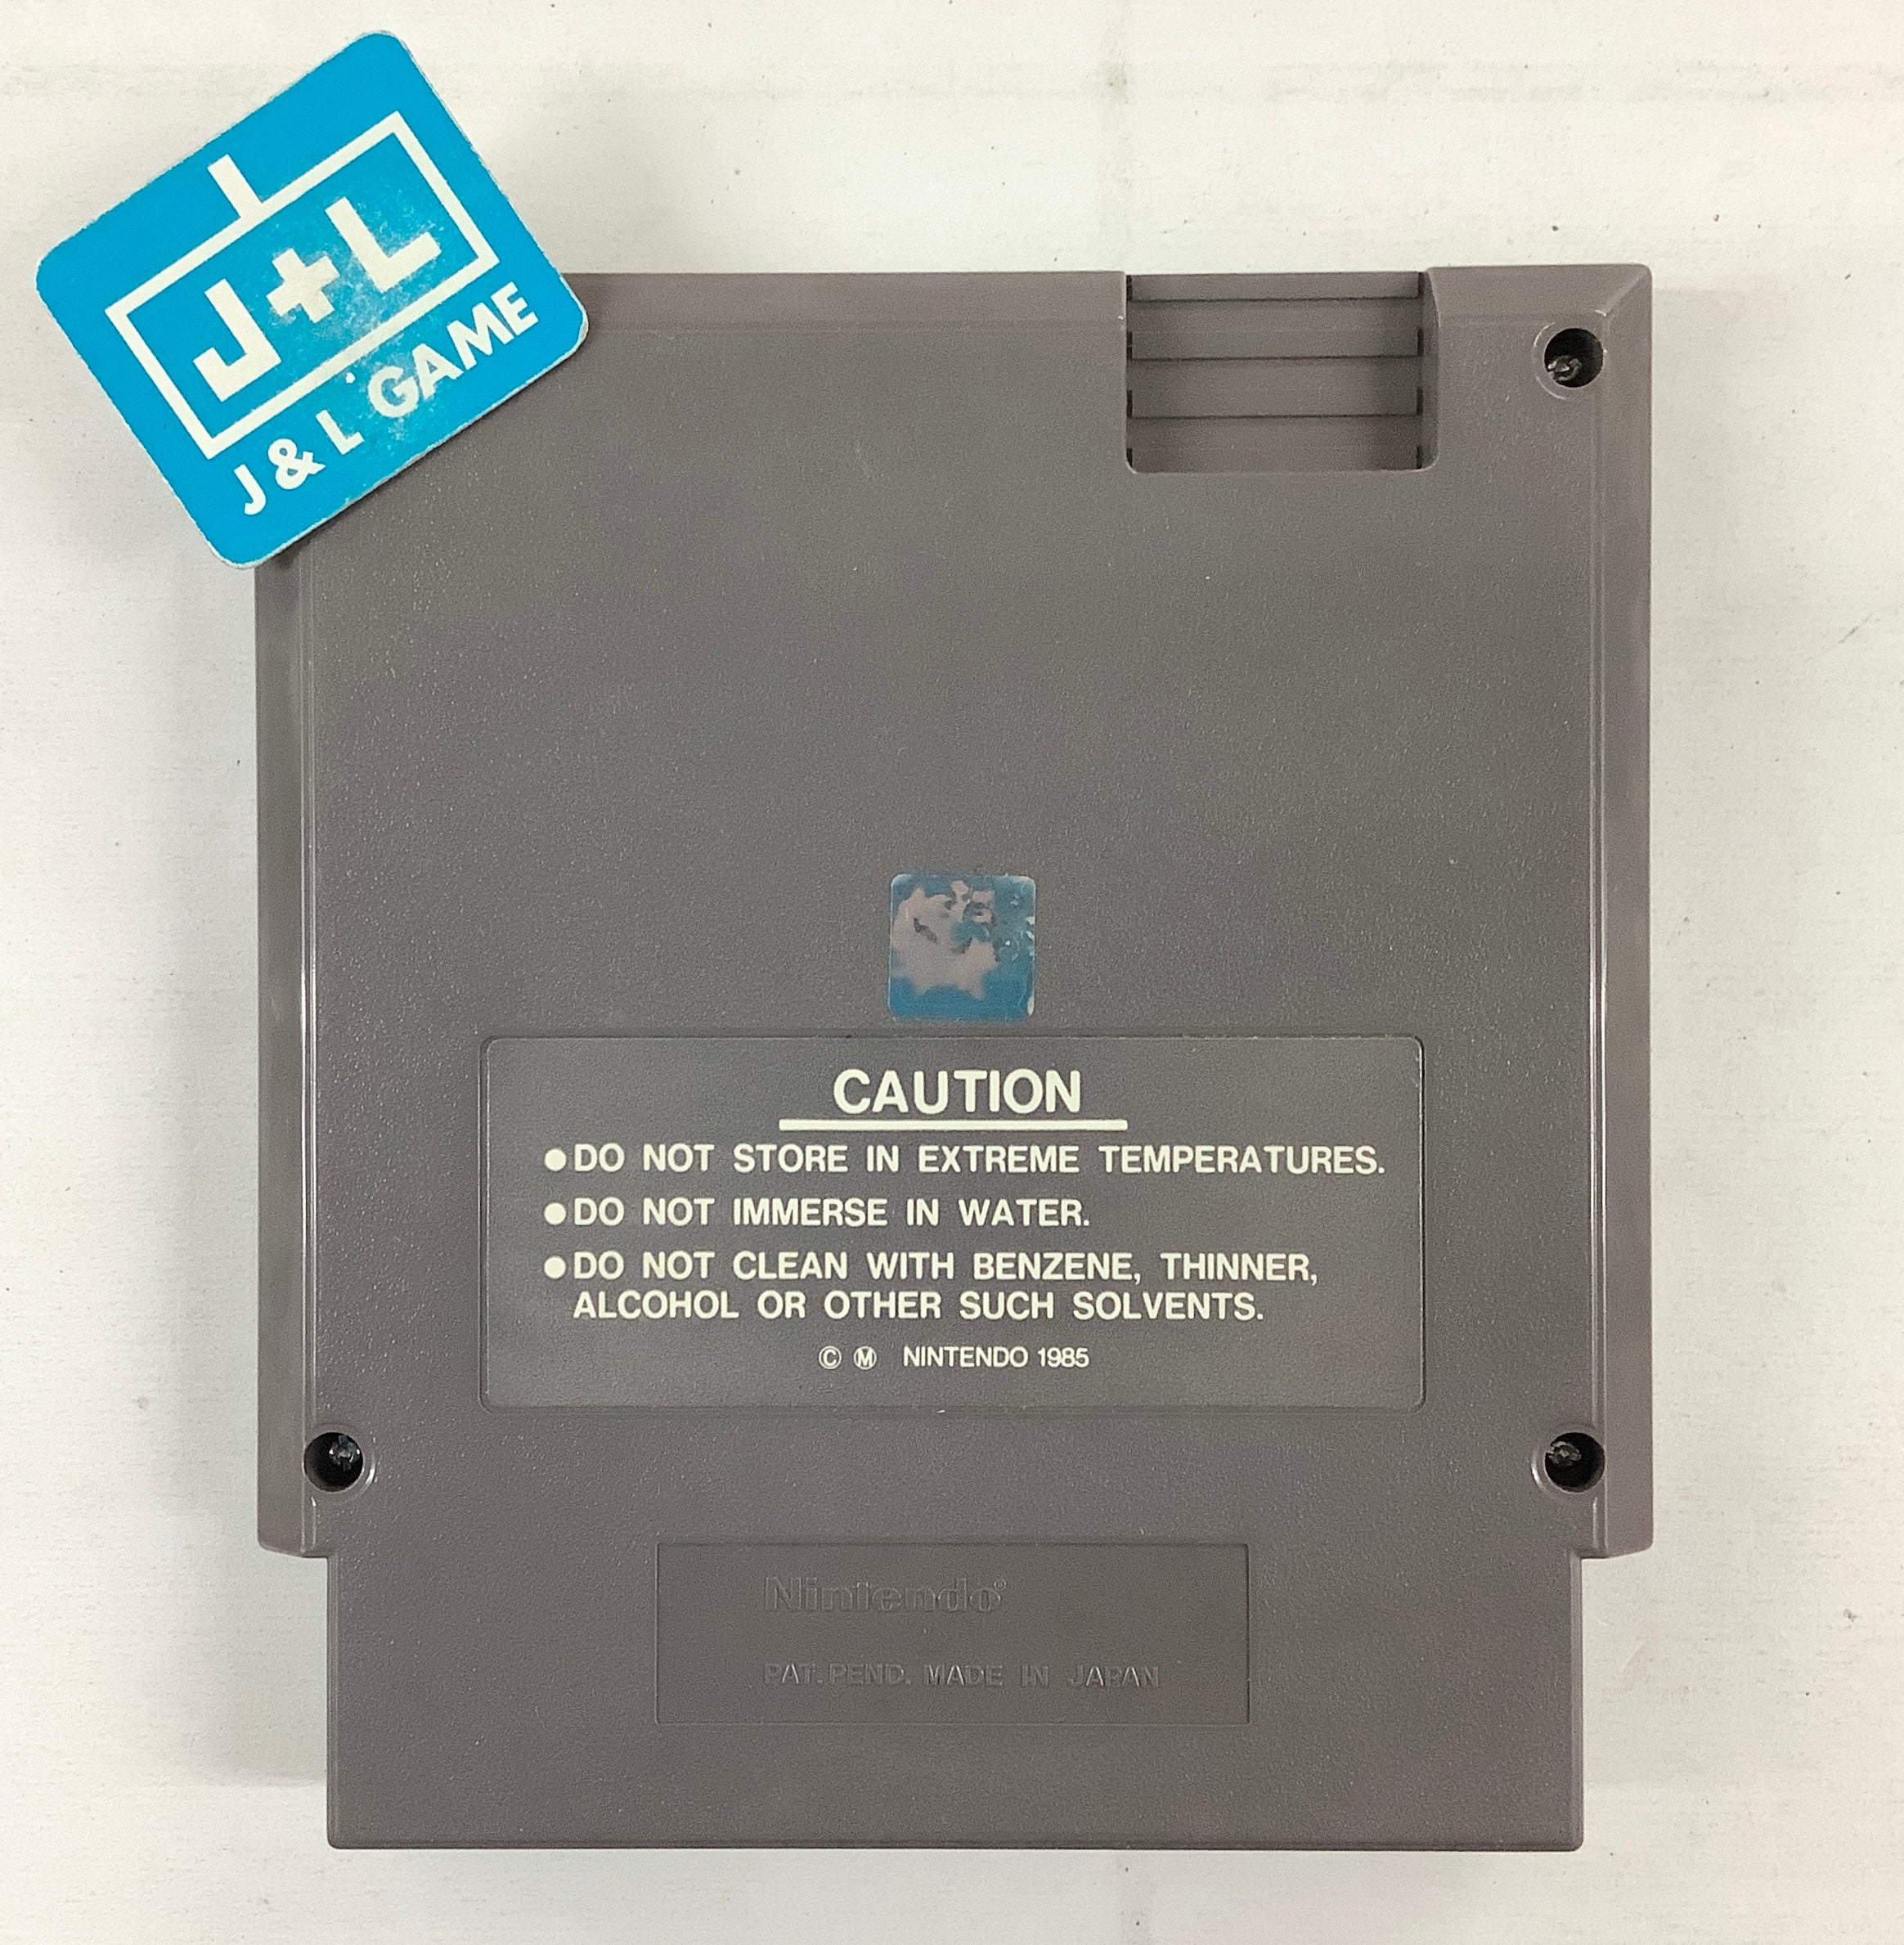 J+L
J & L GAME
CAUTION
●DO NOT STORE IN EXTREME TEMPERATURES.
●DO NOT IMMERSE IN WATER.
●DO NOT CLEAN WITH BENZENE, THINNER,
ALCOHOL OR OTHER SUCH SOLVENTS.
© Ⓜ NINTENDO 1985
Nintendo®
PAT. PEND. MADE IN JAPAN